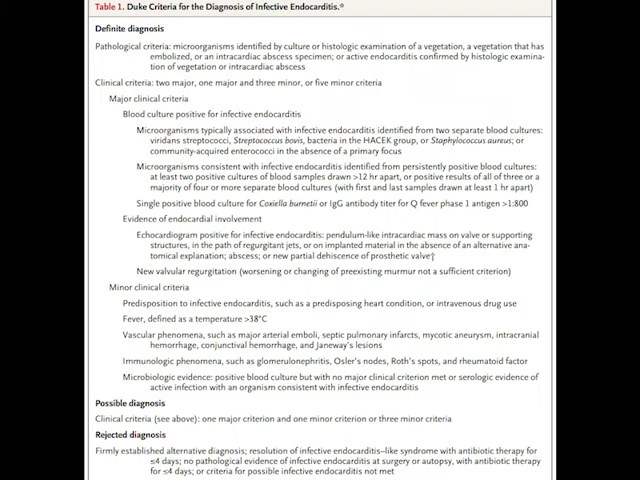 Table 1. Duke Criteria for the Diagnosis of Infective Endocarditis.*
Definite diagnosis
Pathological criteria: microorganisms identified by culture or histologic examination of a vegetation, a vegetation that has
embolized, or an intracardiac abscess specimen; or active endocarditis confirmed by histologic examina-
tion of vegetation or intracardiac abscess
Clinical criteria: two major, one major and three minor, or five minor criteria
Major clinical criteria
Blood culture positive for infective endocarditis
Microorganisms typically associated with infective endocarditis identified from two separate blood cultures:
viridans streptococci, Streptococcus bovis, bacteria in the HACEK group, or Staphylococcus aureus; or
community-acquired enterococci in the absence of a primary focus
Microorganisms consistent with infective endocarditis identified from persistently positive blood cultures:
at least two positive cultures of blood samples drawn >12 hr apart, or positive results of all of three or a
majority of four or more separate blood cultures (with first and last samples drawn at least 1 hr apart)
Single positive blood culture for Coxiella burnetii or IgG antibody titer for Q fever phase 1 antigen >1:800
Evidence of endocardial involvement
Echocardiogram positive for infective endocarditis: pendulum-like intracardiac mass on valve or supporting
structures, in the path of regurgitant jets, or on implanted material in the absence of an alternative ana-
tomical explanation; abscess; or new partial dehiscence of prosthetic valve†
New valvular regurgitation (worsening or changing of preexisting murmur not a sufficient criterion)
Minor clinical criteria
Predisposition to infective endocarditis, such as a predisposing heart condition, or intravenous drug use
Fever, defined as a temperature >38°C
Vascular phenomena, such as major arterial emboli, septic pulmonary infarcts, mycotic aneurysm, intracranial
hemorrhage, conjunctival hemorrhage, and Janeway's lesions
Immunologic phenomena, such as glomerulonephritis, Osler's nodes, Roth's spots, and rheumatoid factor
Microbiologic evidence: positive blood culture but with no major clinical criterion met or serologic evidence of
active infection with an organism consistent with infective endocarditis
Possible diagnosis
Clinical criteria (see above): one major criterion and one minor criterion or three minor criteria
Rejected diagnosis
Firmly established alternative diagnosis; resolution of infective endocarditis–like syndrome with antibiotic therapy for
≤4 days; no pathological evidence of infective endocarditis at surgery or autopsy, with antibiotic therapy
for ≤4 days; or criteria for possible infective endocarditis not met